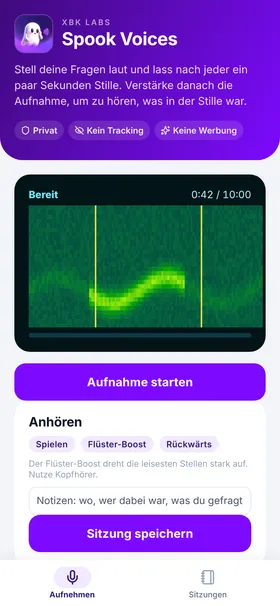 XBK LABS
Spook Voices
Stell deine Fragen laut und lass nach jeder ein
paar Sekunden Stille. Verstärke danach die
Aufnahme, um zu hören, was in der Stille war.
Privat
Kein Tracking
Keine Werbung
Bereit
0:42 / 10:00
Aufnahme starten
Anhören
Spielen
Flüster-Boost
Rückwärts
Der Flüster-Boost dreht die leisesten Stellen stark auf.
Nutze Kopfhörer.
Notizen: wo, wer dabei war, was du gefragt
Sitzung speichern
Aufnehmen
Sitzungen